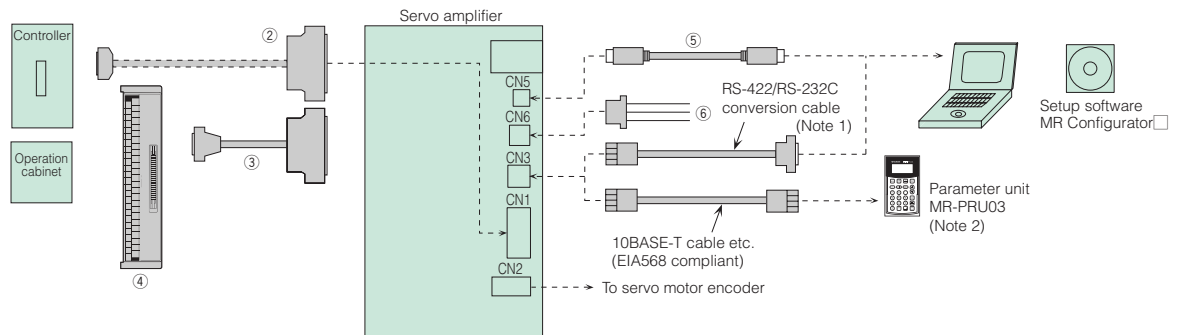 Servo amplifier
Controller
②
⑤
CN5
RS-422/RS-232C
conversion cable
(Note 1)
Setup software
MR Configurator□
CN6
⑥
Operation
cabinet
③
CN3
Parameter unit
MR-PRU03
(Note 2)
CN1
10BASE-T cable etc.
(EIA568 compliant)
④
CN2
To servo motor encoder